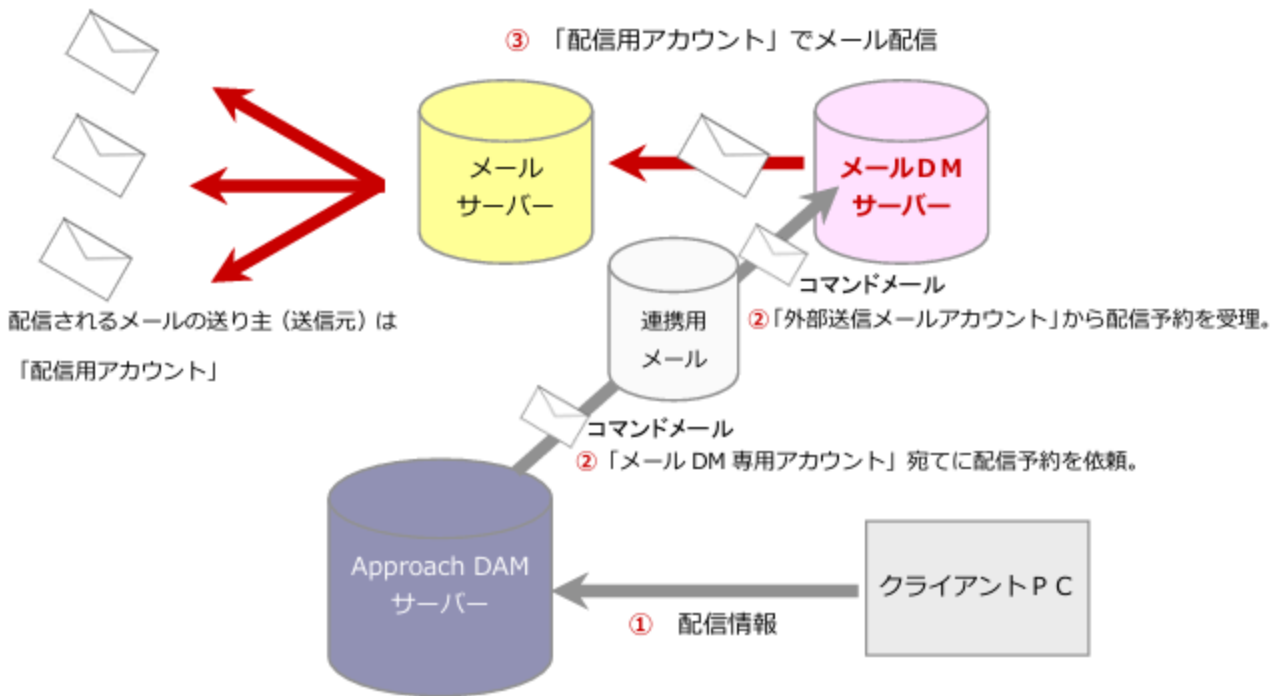 ③ 「配信用アカウント」でメール配信
メール
サーバー
メールDM
サーバー
コマンドメール
連携用
メール
②「外部送信メールアカウント」から配信予約を受理。
配信されるメールの送り主（送信元）は
「配信用アカウント」
コマンドメール
②「メール DM 専用アカウント」宛てに配信予約を依頼。
Approach DAM
サーバー
クライアントＰＣ
① 配信情報